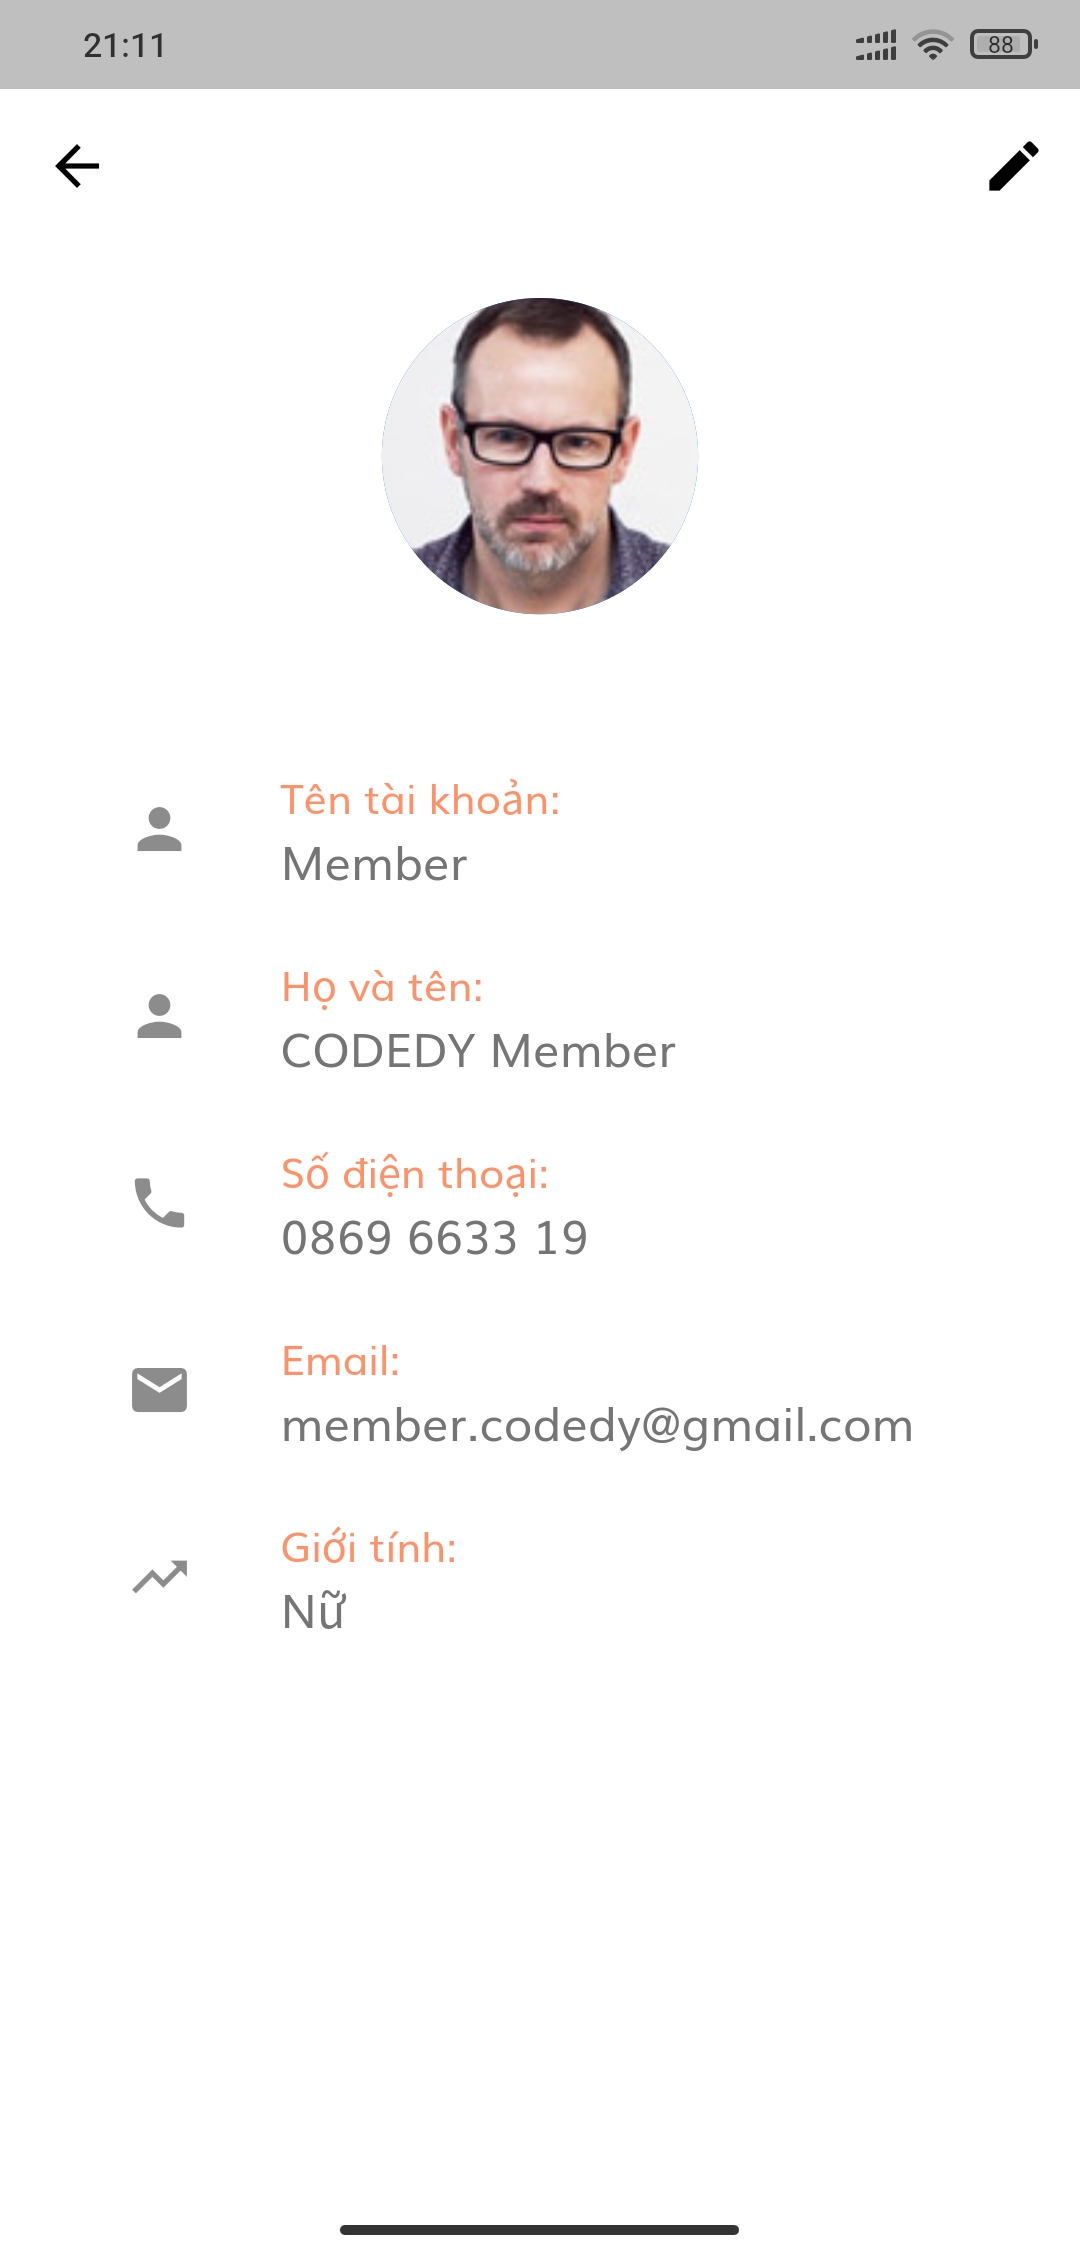 21:11
88
Tên tài khoản:
Member
Họ và tên:
CODEDY Member
Số điện thoại:
0869 6633 19
Email:
member.codedy@gmail.com
Giới tính:
Nữ